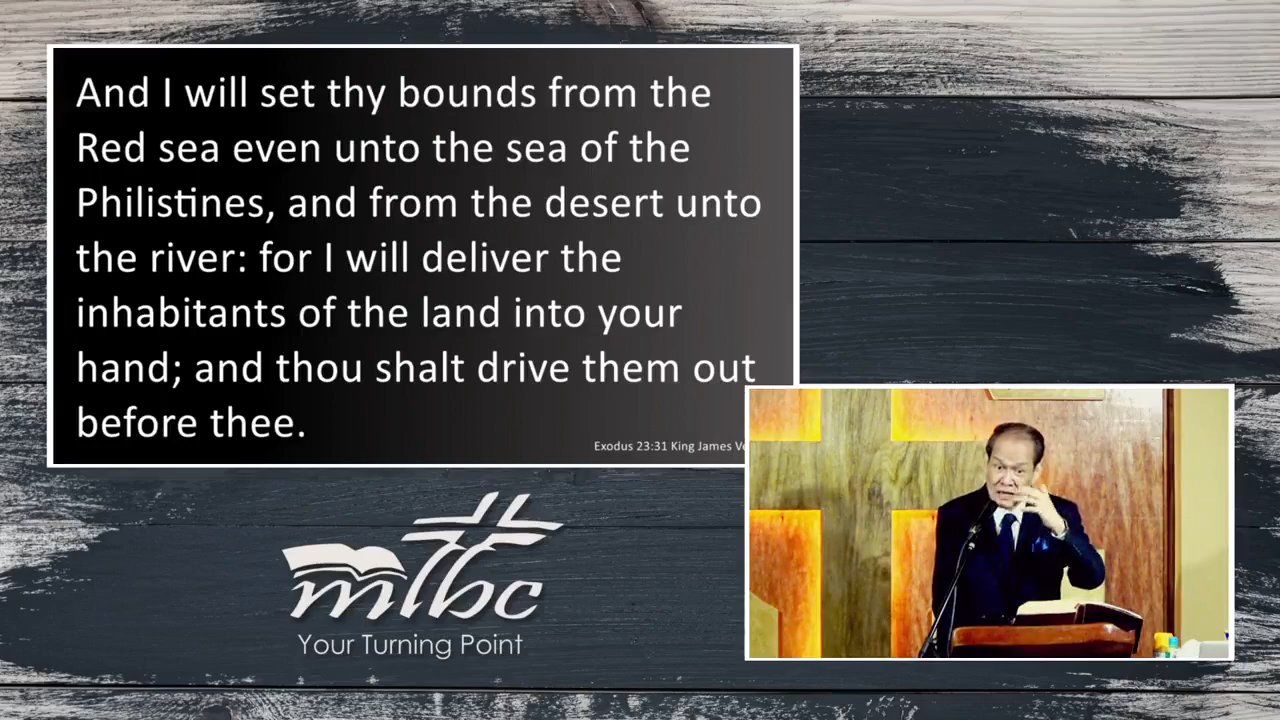 And I will set thy bounds from the
Red sea even unto the sea of the
Philistines, and from the desert unto
the river: for I will deliver the
inhabitants of the land into your
hand; and thou shalt drive them out
before thee.
Exodus 23:31 King James
mtbc
Your Turning Point